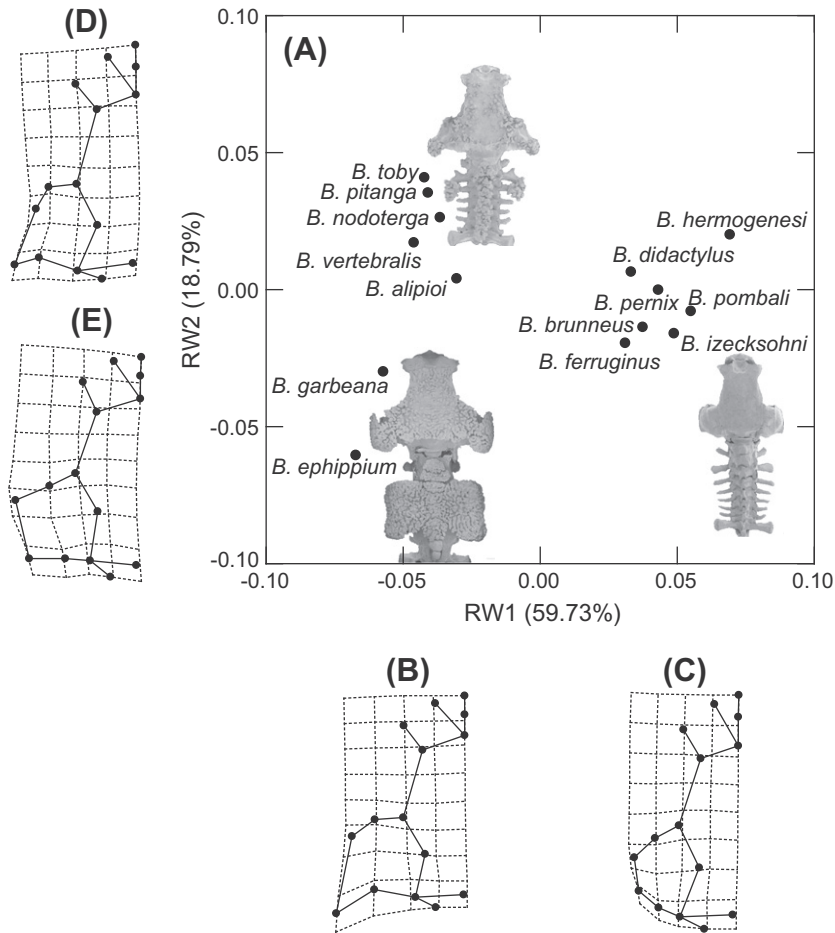 (D)
(E)
(A)
0.10
0.05
0.00
-0.05
-0.10
RW2 (18.79%)
B. toby
B. pitanga
B. nodoterga
B. vertebralis
B. alipioi
B. hermogenesi
B. didactylus
B. pernix B. pombali
B. brunneus
B. izecksohni
B. ferruginus
B. garbeana
B. ephippium
-0.10 -0.05 0.00 0.05 0.10
RW1 (59.73%)
(B)
(C)